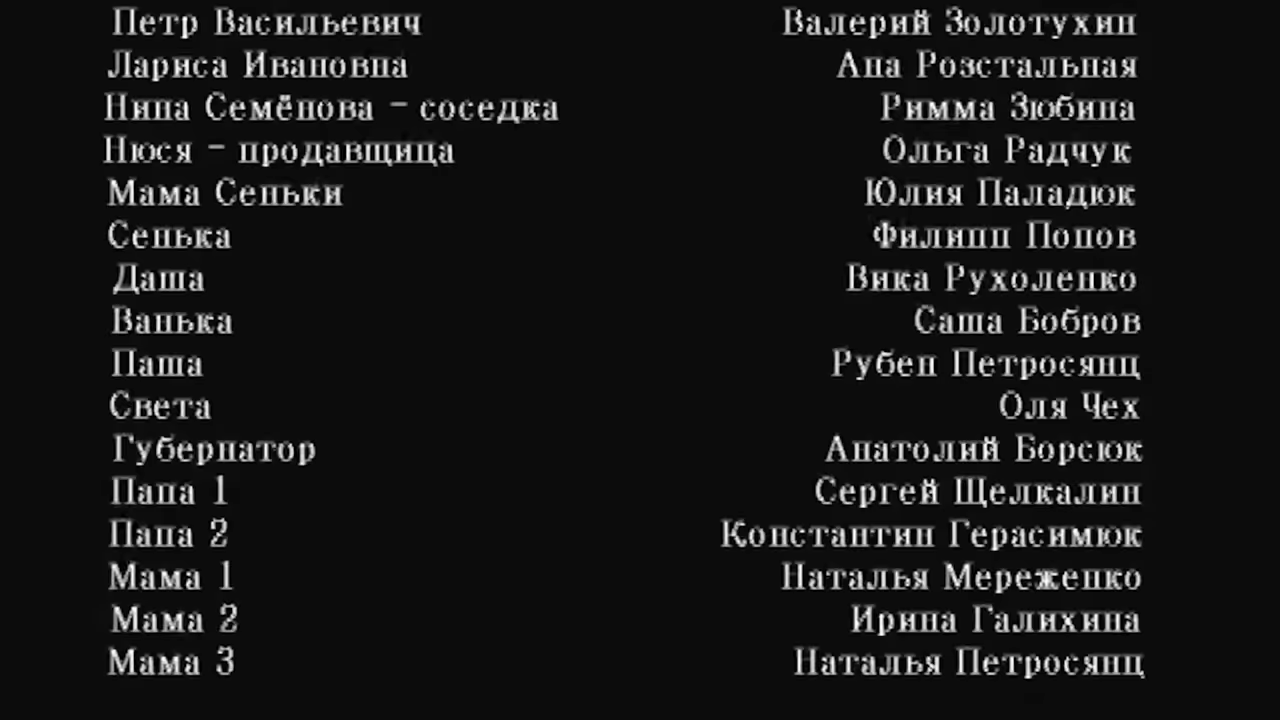 Петр Васильевич Валерий Золотухин
Лариса Ивановна Ана Розстальная
Нина Семёнова - соседка Римма Зюбина
Нюся - продавщица Ольга Радчук
Мама Сеньки Юлия Паладюк
Сенька Филипп Попов
Даша Вика Рухоленко
Ванька Саша Бобров
Паша Рубен Петросянц
Света Оля Чех
Губернатор Анатолий Борсюк
Папа 1 Сергей Щелкалин
Папа 2 Константин Герасимюк
Мама 1 Наталья Мереженко
Мама 2 Ирина Галихина
Мама 3 Наталья Петросянц